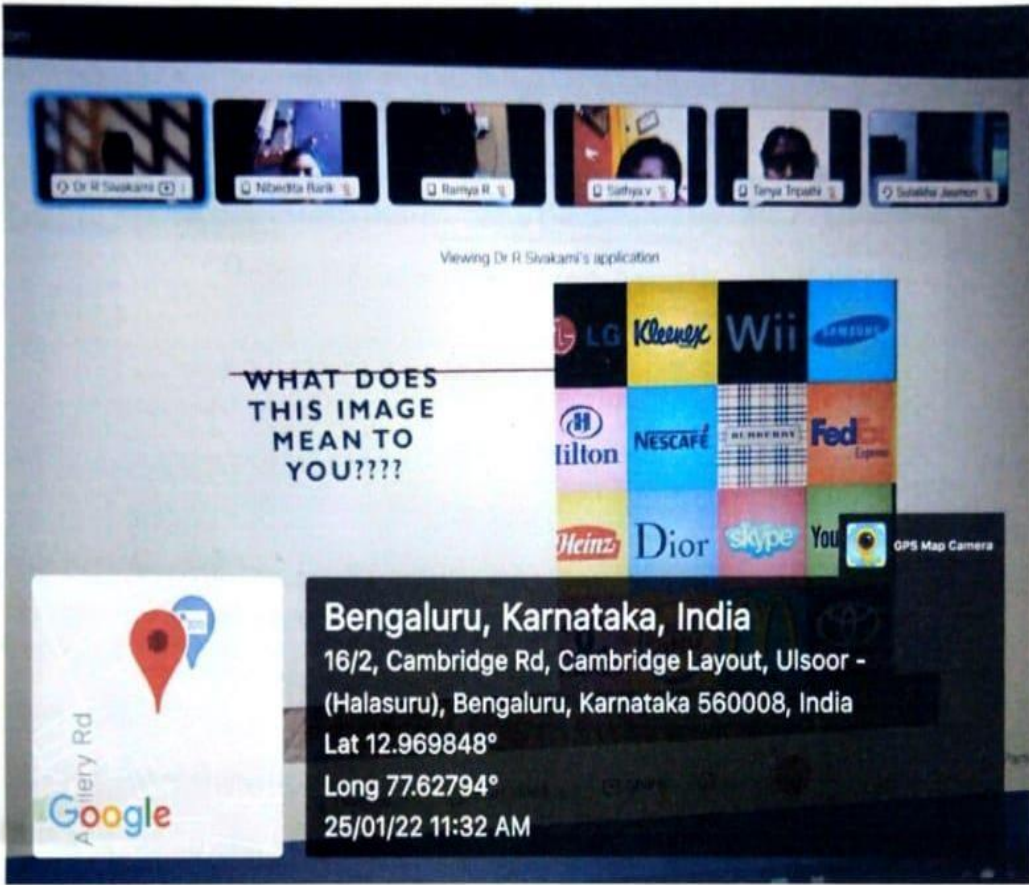 Dr R Sivakami
Nibedita Barik
Ramya R
Sathya v
Tanya Tripathi
Viewing Dr R Sivakami's application
WHAT DOES
THIS IMAGE
MEAN TO
YOU????
LG
Kleenex
Wii
SAMSUNG
Hilton
NESCAFÉ
BURBERRY
FedEx
Express
Heinz
Dior
skype
You
GPS Map Camera
Bengaluru, Karnataka, India
16/2, Cambridge Rd, Cambridge Layout, Ulsoor -
(Halasuru), Bengaluru, Karnataka 560008, India
Lat 12.969848°
Long 77.62794°
25/01/22 11:32 AM
Google